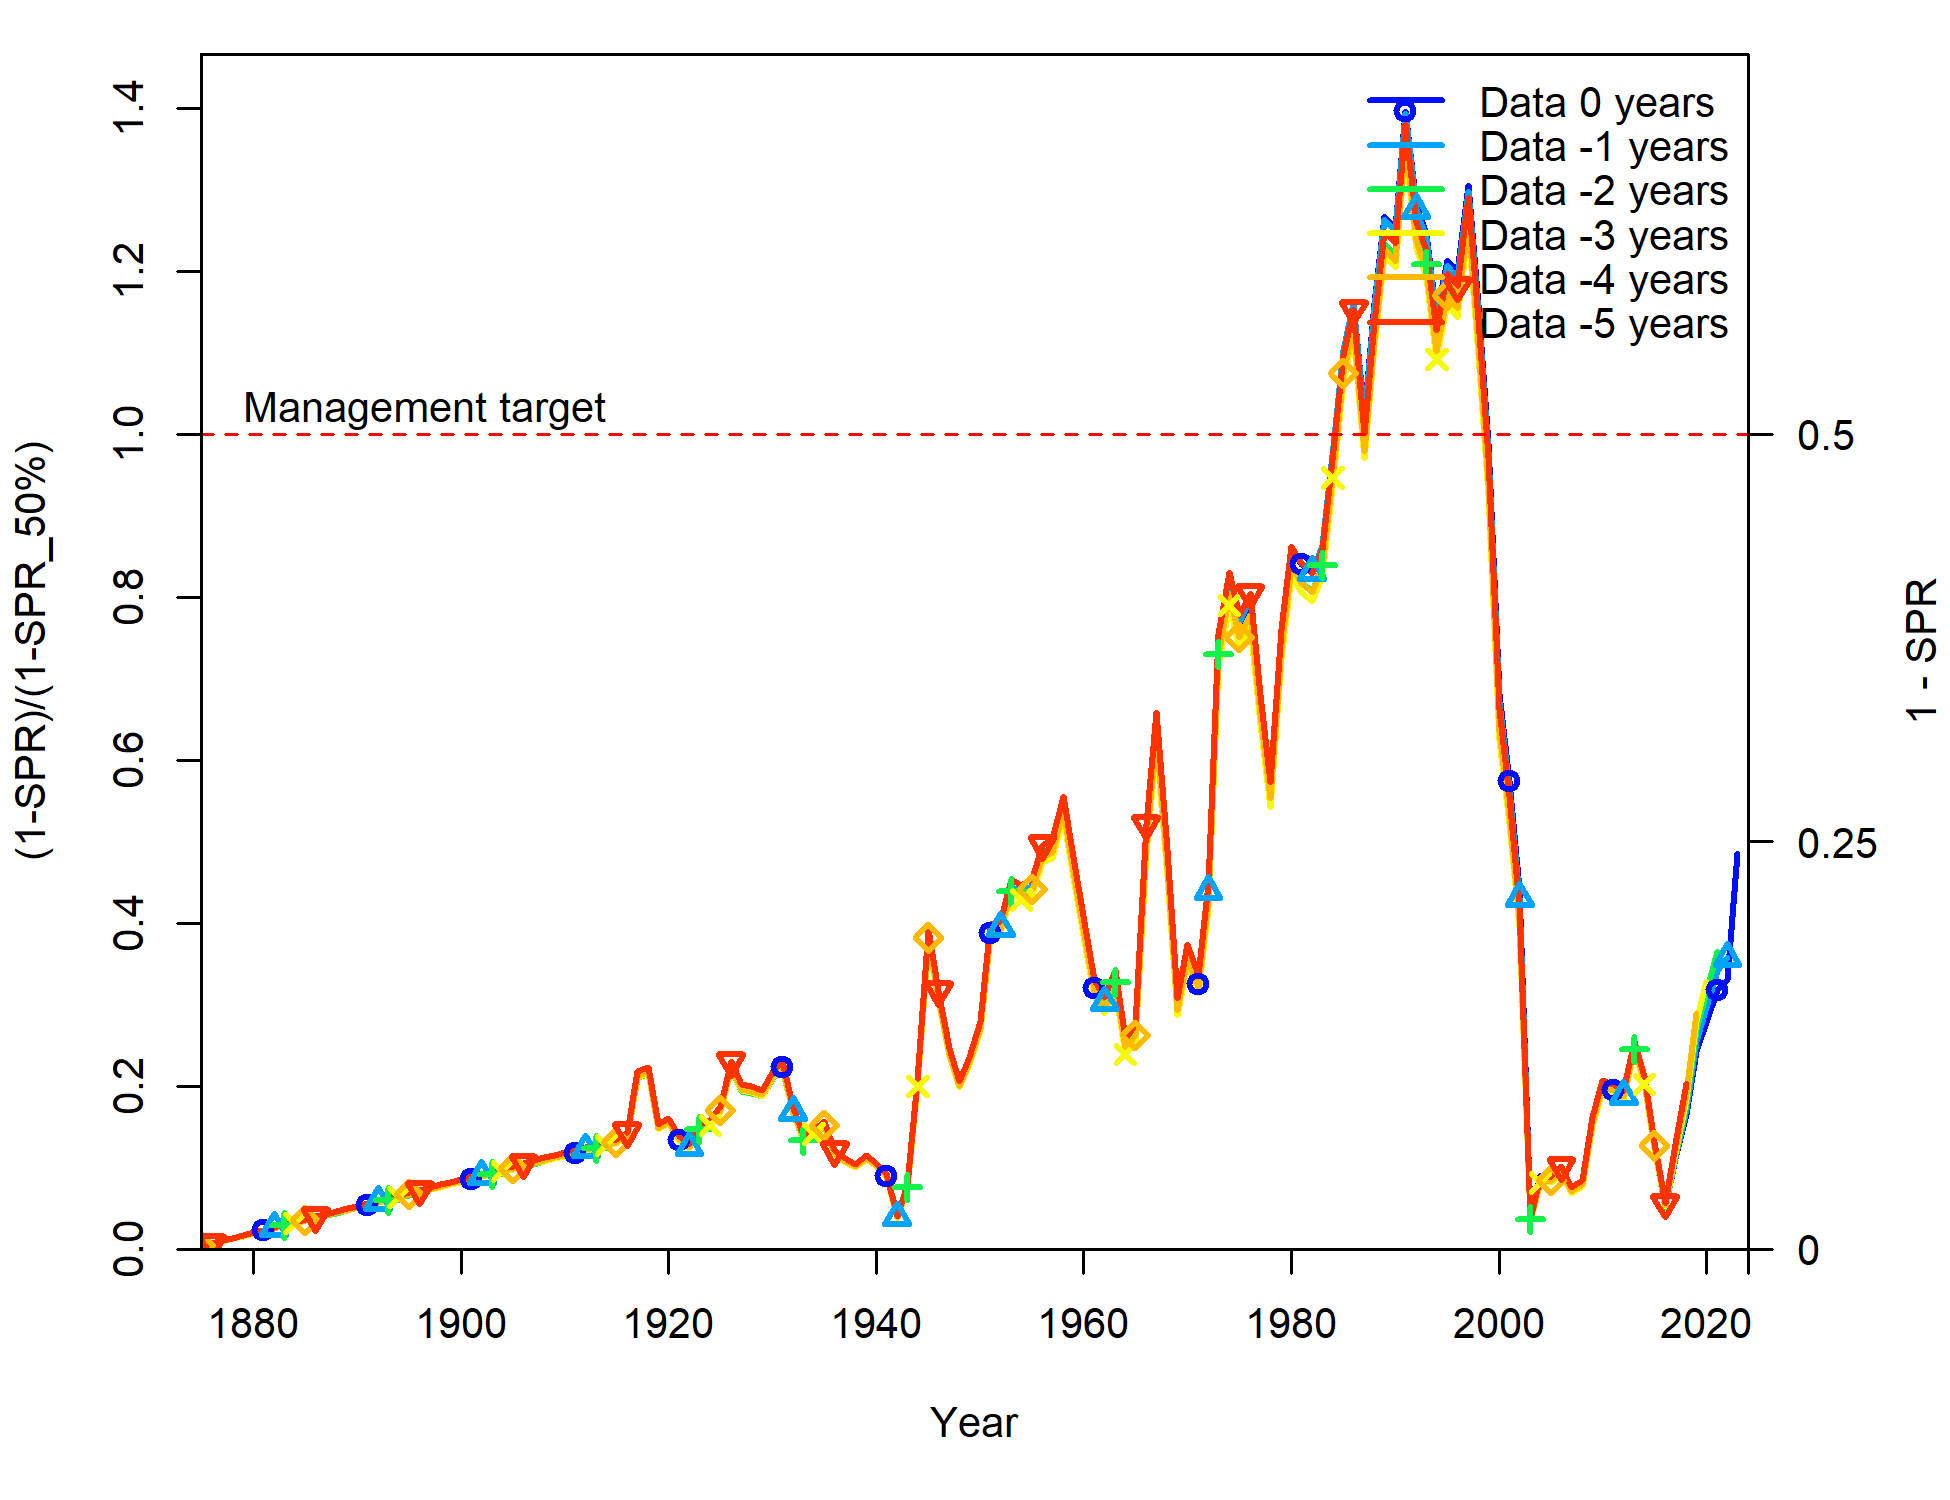 1.4
1.2
1.0
0.8
0.6
0.4
0.2
0.0
(1-SPR)/(1-SPR_50%)
Data 0 years
Data -1 years
Data -2 years
Data -3 years
Data -4 years
Data -5 years
Management target
0.5
0.25
0
1 - SPR
1880 1900 1920 1940 1960 1980 2000 2020
Year